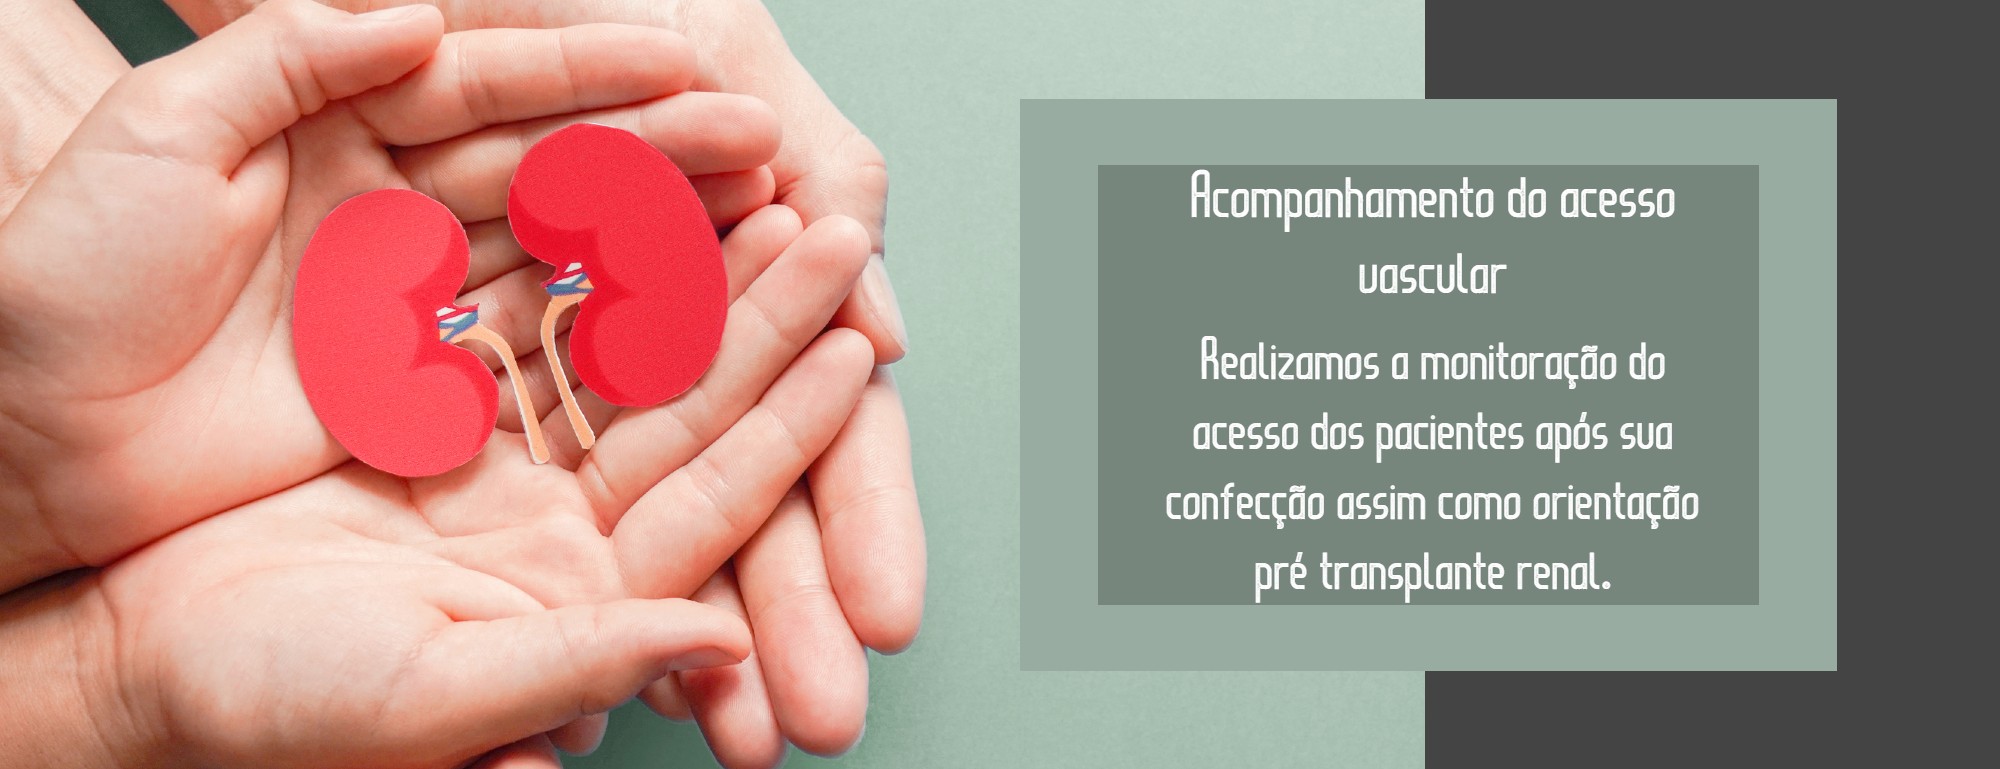 Acompanhamento do acesso
vascular
Realizamos a monitoração do
acesso dos pacientes após sua
confecção assim como orientação
pré transplante renal.